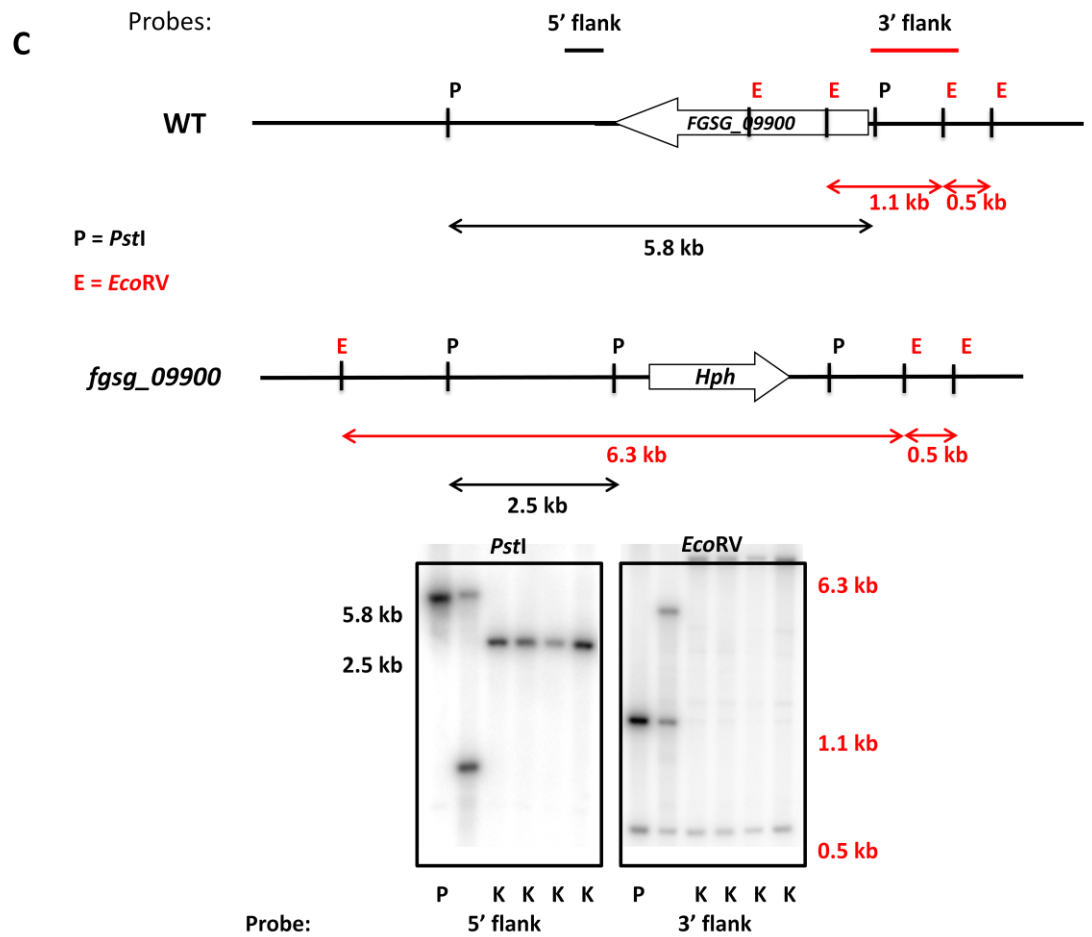 C
Probes: 5’ flank 3’ flank
P E E P E E
WT FGSG_09900
1.1 kb 0.5 kb
5.8 kb
P = PstI
E = EcoRV
E P P P E E
fgsg_09900 Hph
6.3 kb 0.5 kb
2.5 kb
PstI EcoRV
6.3 kb
5.8 kb
2.5 kb
1.1 kb
0.5 kb
P K K K K P K K K K
Probe: 5’ flank 3’ flank